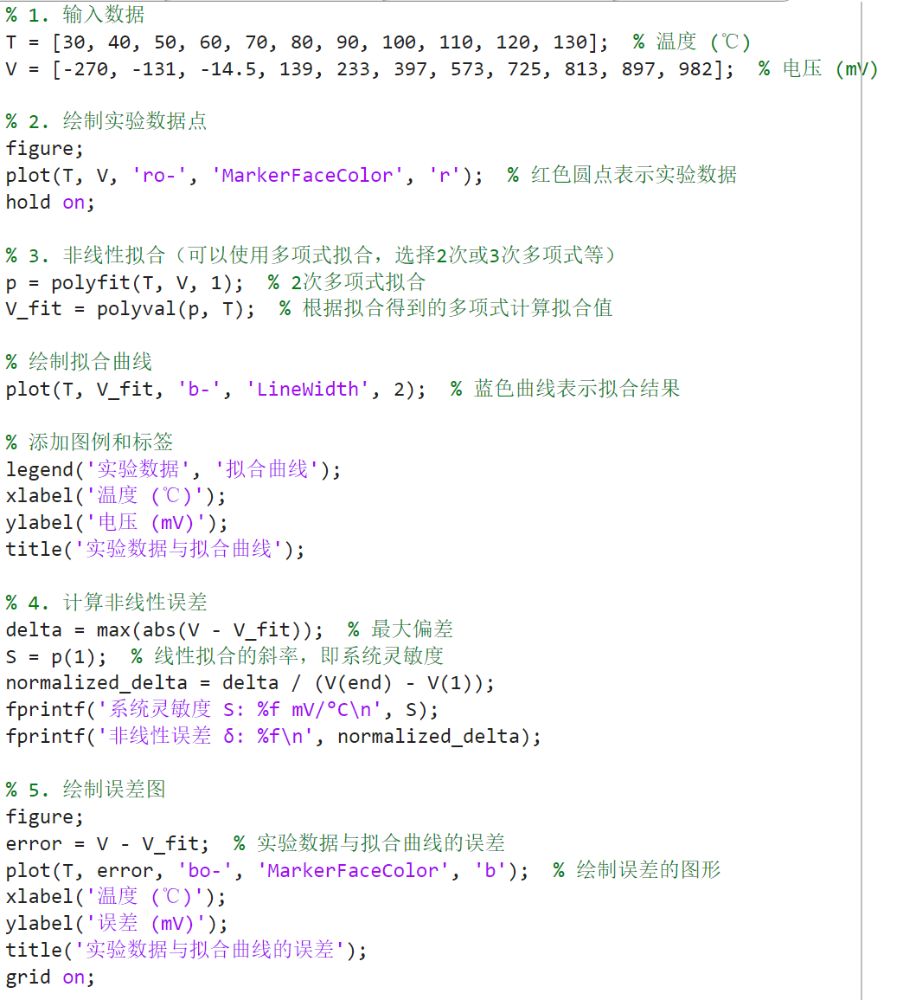 % 1. 输入数据
T = [30, 40, 50, 60, 70, 80, 90, 100, 110, 120, 130];  % 温度 (℃)
V = [-270, -131, -14.5, 139, 233, 397, 573, 725, 813, 897, 982];  % 电压 (mV)
% 2. 绘制实验数据点
figure;
plot(T, V, 'ro-', 'MarkerFaceColor', 'r');  % 红色圆点表示实验数据
hold on;
% 3. 非线性拟合（可以使用多项式拟合，选择2次或3次多项式等）
p = polyfit(T, V, 1);  % 2次多项式拟合
V_fit = polyval(p, T);  % 根据拟合得到的多项式计算拟合值
% 绘制拟合曲线
plot(T, V_fit, 'b-', 'LineWidth', 2);  % 蓝色曲线表示拟合结果
% 添加图例和标签
legend('实验数据', '拟合曲线');
xlabel('温度 (℃)');
ylabel('电压 (mV)');
title('实验数据与拟合曲线');
% 4. 计算非线性误差
delta = max(abs(V - V_fit));  % 最大偏差
S = p(1);  % 线性拟合的斜率，即系统灵敏度
normalized_delta = delta / (V(end) - V(1));
fprintf('系统灵敏度 S: %f mV/°C\n', S);
fprintf('非线性误差 δ: %f\n', normalized_delta);
% 5. 绘制误差图
figure;
error = V - V_fit;  % 实验数据与拟合曲线的误差
plot(T, error, 'bo-', 'MarkerFaceColor', 'b');  % 绘制误差的图形
xlabel('温度 (℃)');
ylabel('误差 (mV)');
title('实验数据与拟合曲线的误差');
grid on;